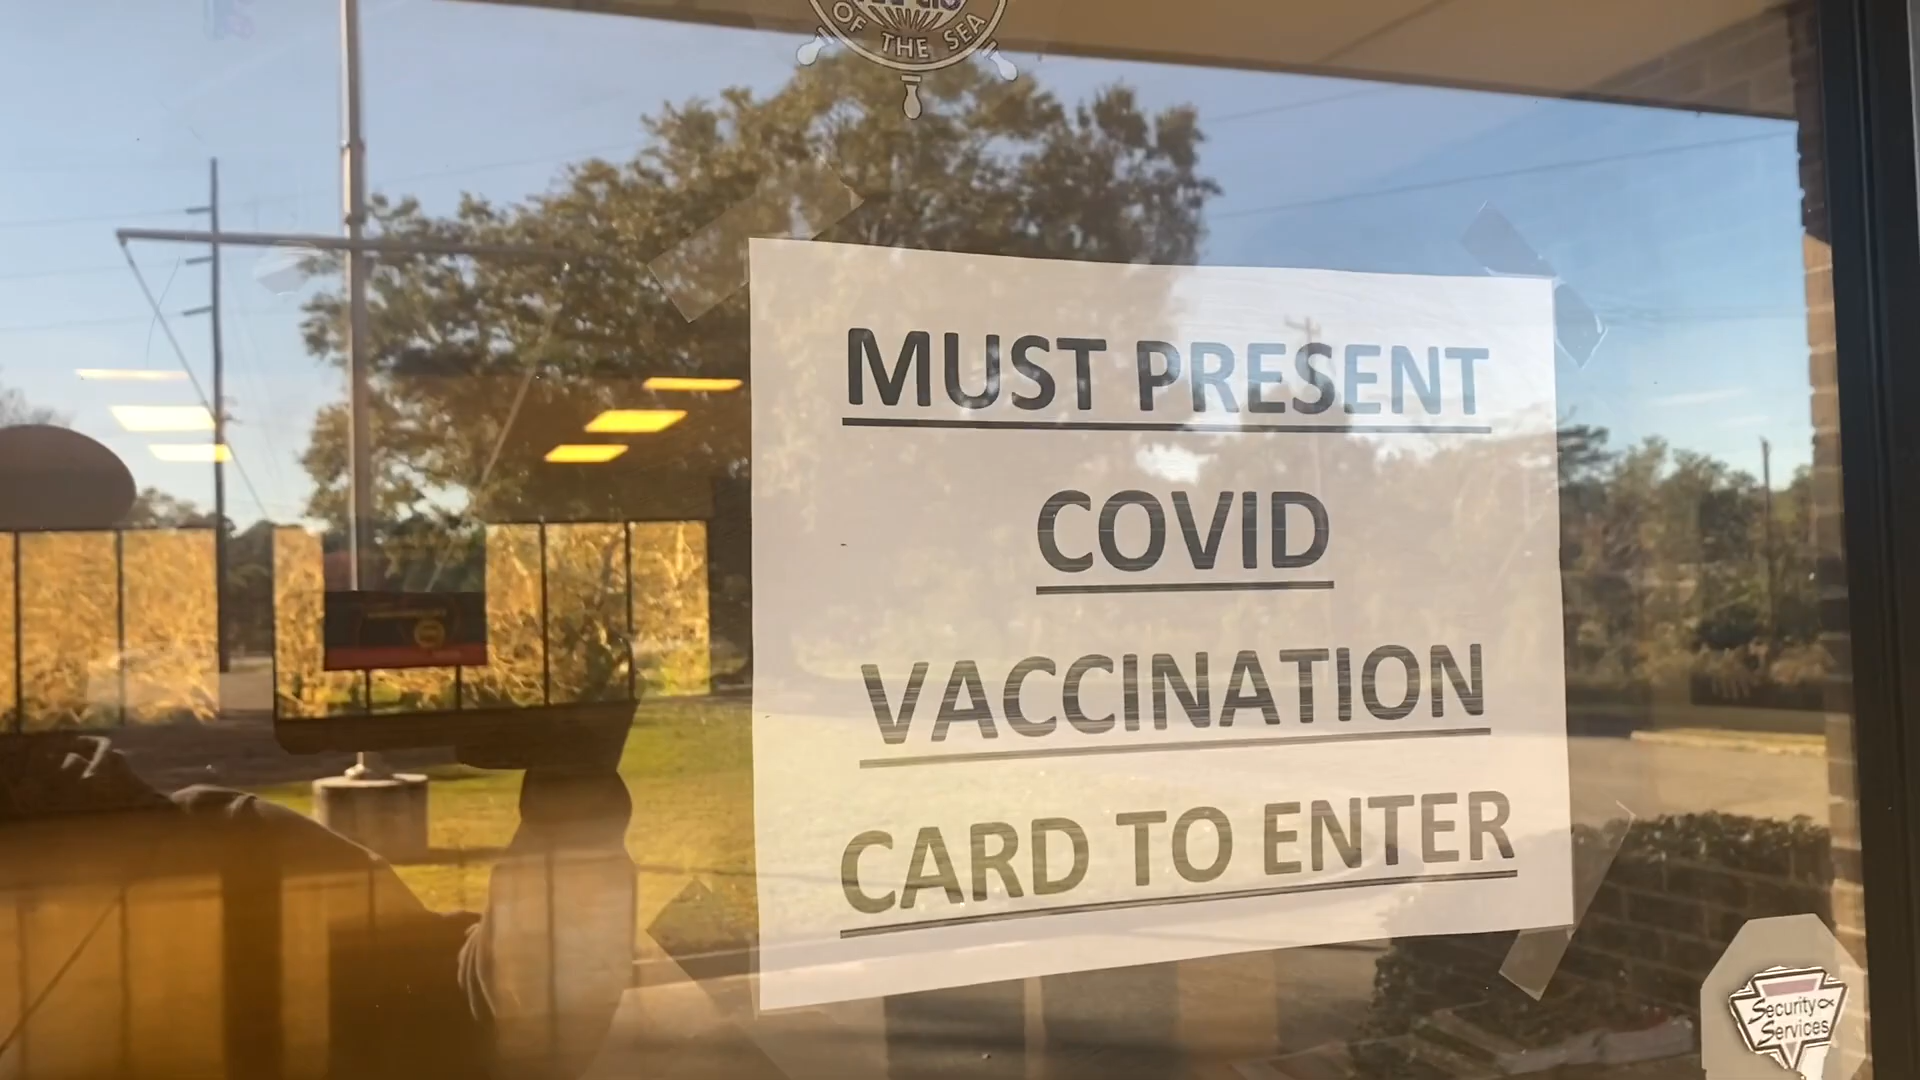 OF THE SEA
MUST PRESENT
COVID
VACCINATION
CARD TO ENTER
Security
Services